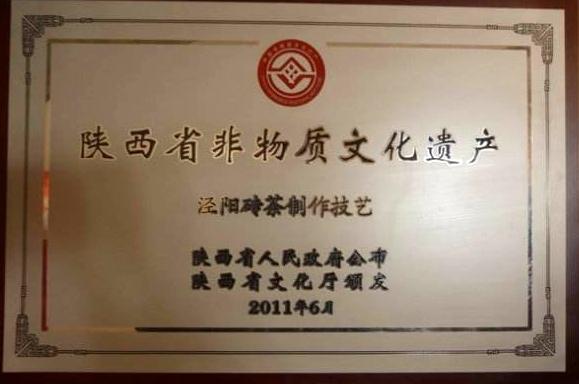 陕西省非物质文化遗产
泾阳砖茶制作技艺
陕西省人民政府公布
陕西省文化厅颁发
2011年6月